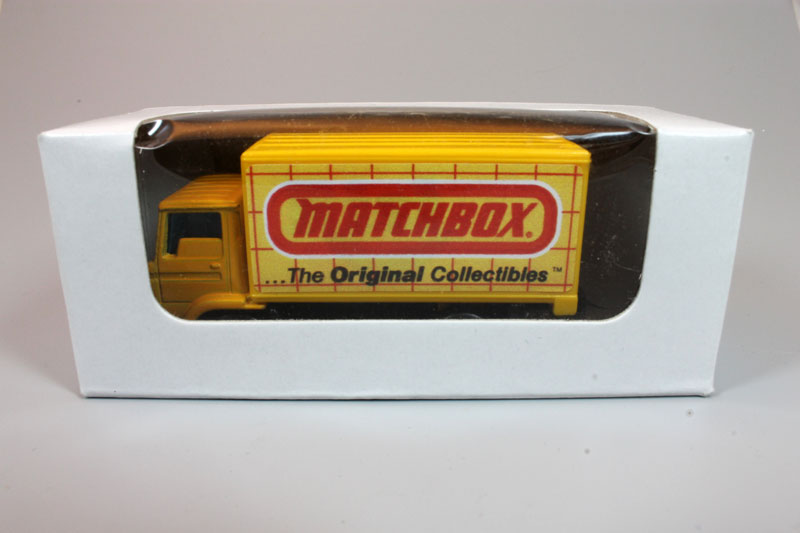 MATCHBOX®
...The Original Collectibles™